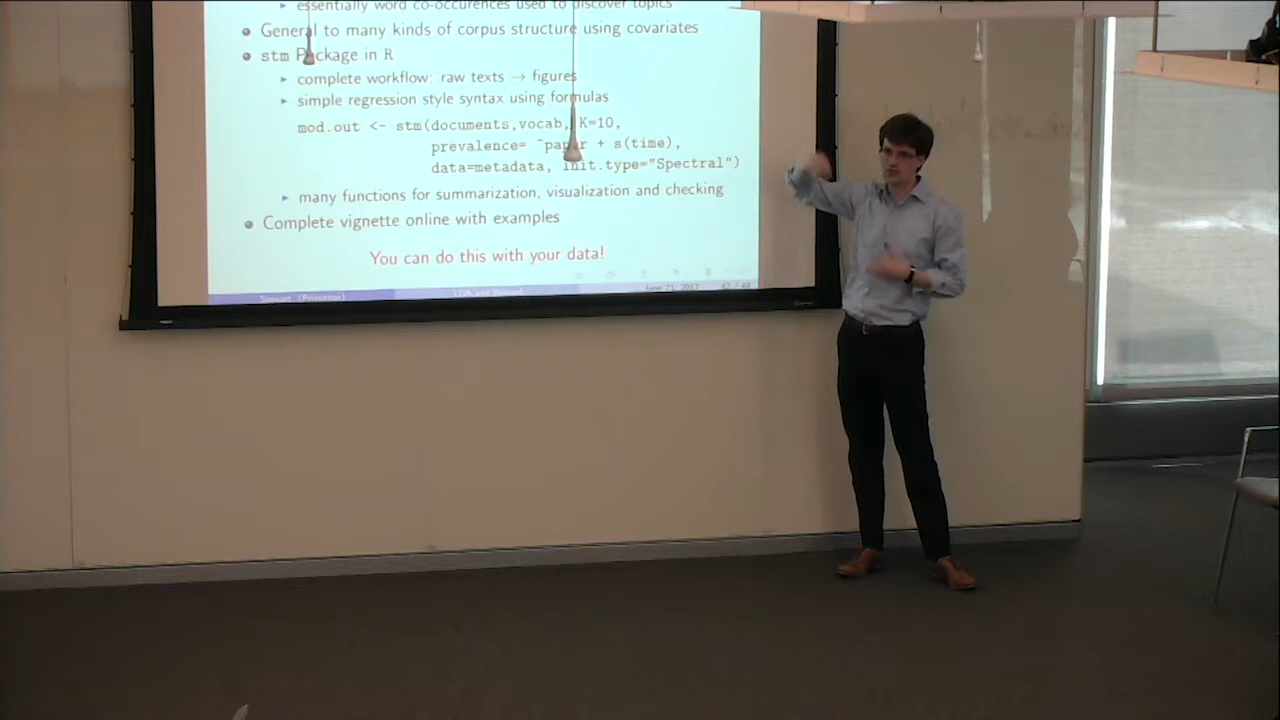 essentially word co-occurences used to discover topics
General to many kinds of corpus structure using covariates
stm Package in R
complete workflow: raw texts → figures
simple regression style syntax using formulas
mod.out <- stm(documents,vocab, K=10,
prevalence= ~paper + s(time),
data=metadata, init.type="Spectral")
many functions for summarization, visualization and checking
Complete vignette online with examples
You can do this with your data!
Stewart (Princeton)
June 21, 2017